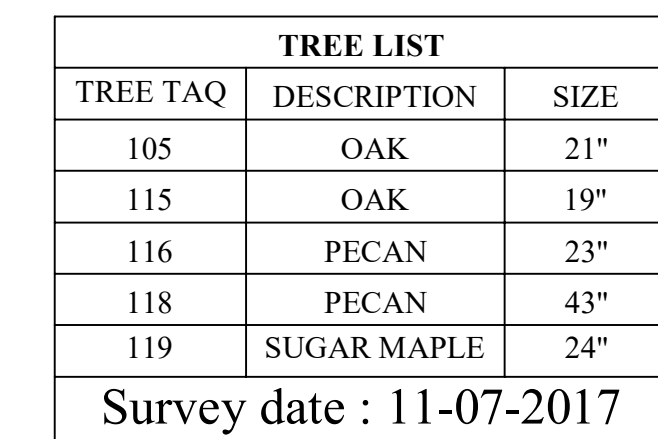 TREE LIST
TREE TAQ DESCRIPTION SIZE
105 OAK 21"
115 OAK 19"
116 PECAN 23"
118 PECAN 43"
119 SUGAR MAPLE 24"
Survey date : 11-07-2017